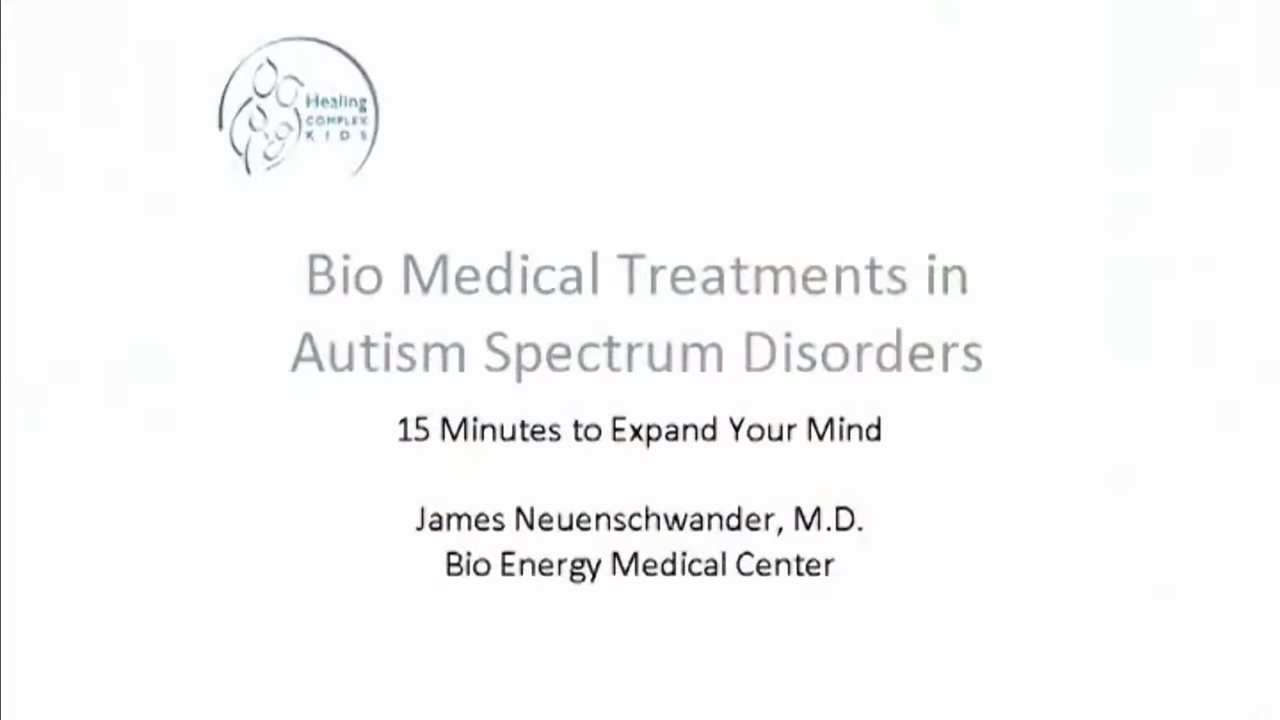 Healing
COMPLEX
KIDS
Bio Medical Treatments in
Autism Spectrum Disorders
15 Minutes to Expand Your Mind
James Neuenschwander, M.D.
Bio Energy Medical Center